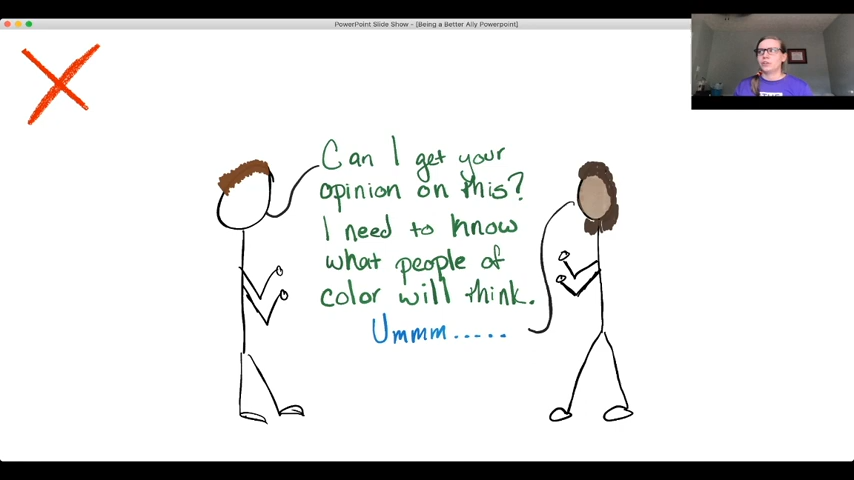 PowerPoint Slide Show - [Being a Better Ally Powerpoint]
Can I get your
opinion on this?
I need to know
what people of
color will think.
Ummm.....